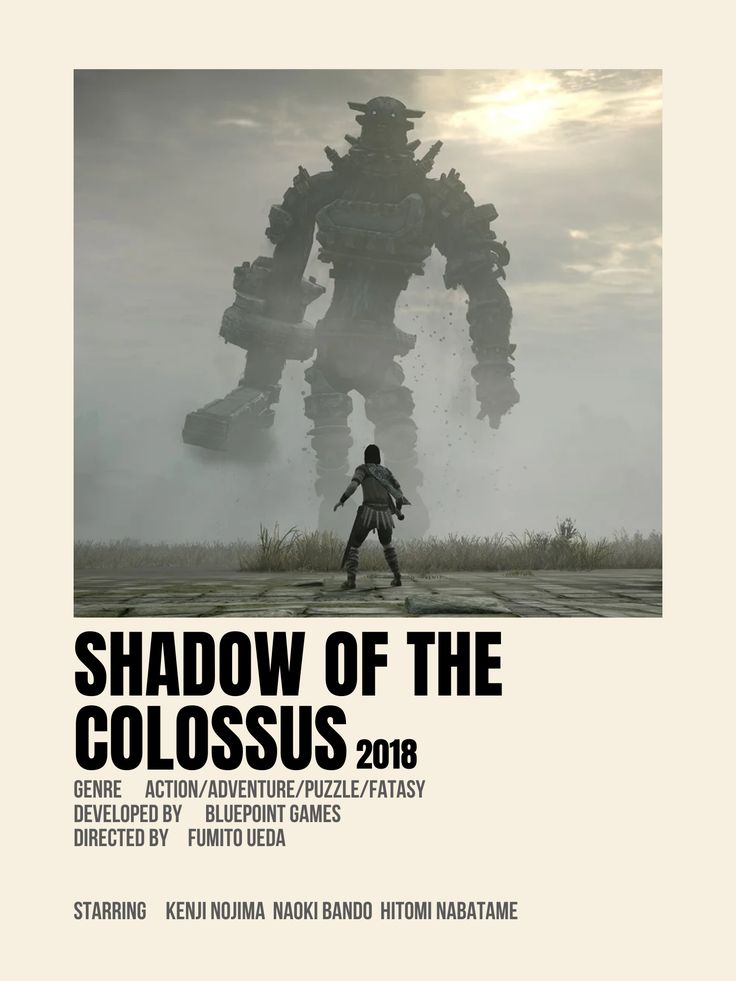 SHADOW OF THE
COLOSSUS 2018
GENRE ACTION/ADVENTURE/PUZZLE/FATASY
DEVELOPED BY BLUEPOINT GAMES
DIRECTED BY FUMITO UEDA
STARRING KENJI NOJIMA NAOKI BANDO HITOMI NABATAME